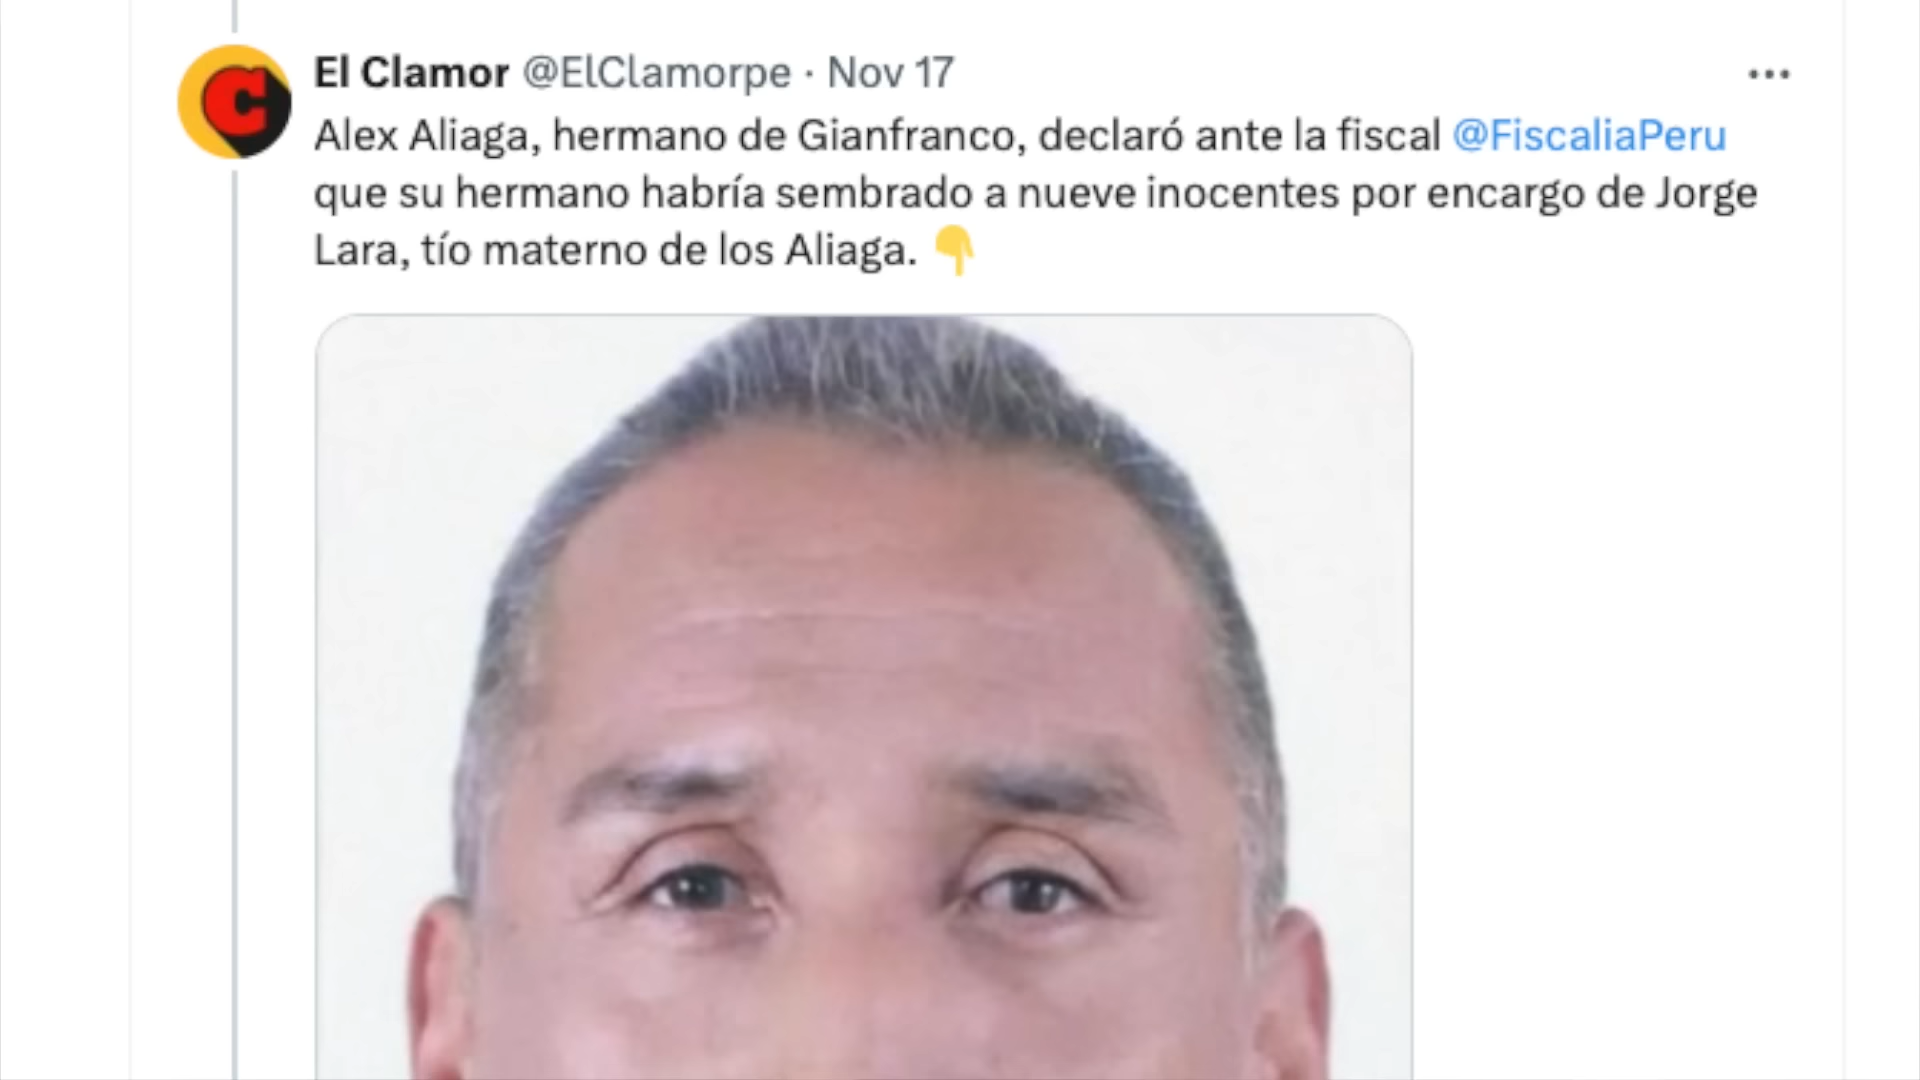 El Clamor @ElClamorpe · Nov 17
Alex Aliaga, hermano de Gianfranco, declaró ante la fiscal @FiscaliaPeru
que su hermano habría sembrado a nueve inocentes por encargo de Jorge
Lara, tío materno de los Aliaga. 👇